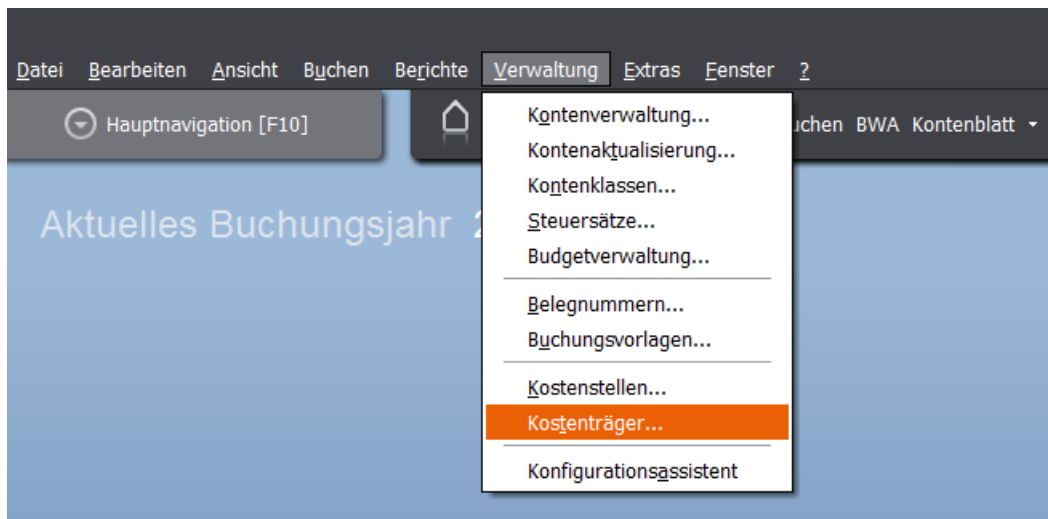 Datei Bearbeiten Ansicht Buchen Berichte Verwaltung Extras Fenster ?
Hauptnavigation [F10] BWA Kontenblatt
Aktuelles Buchungsjahr
Kontenverwaltung...
Kontenaktualisierung...
Kontenklassen...
Steuersätze...
Budgetverwaltung...
Belegnummern...
Buchungsvorlagen...
Kostenstellen...
Kostenträger...
Konfigurationsassistent